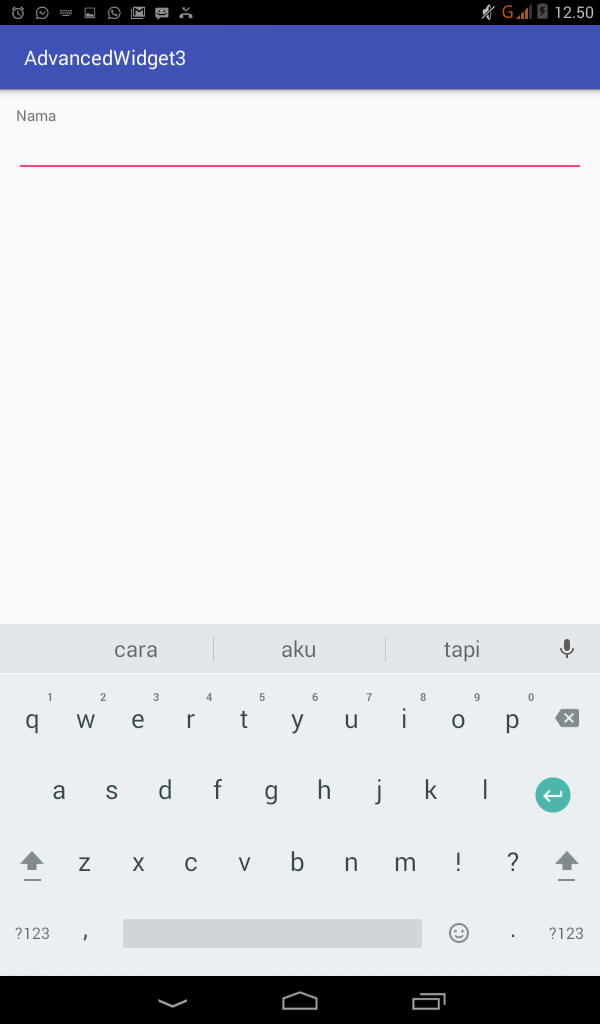 G 12.50
AdvancedWidget3
Nama
cara aku tapi
1 2 3 4 5 6 7 8 9 0
q w e r t y u i o p
a s d f g h j k l
z x c v b n m ! ?
?123 , . ?123